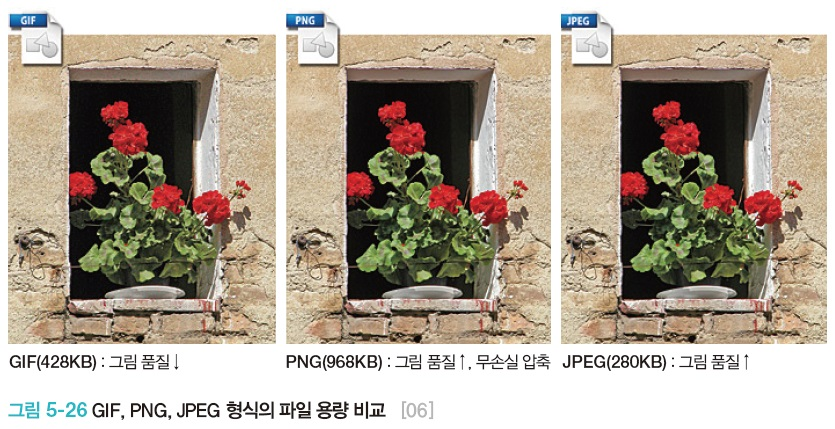 GIF
PNG
JPEG
GIF(428KB) : 그림 품질↓
PNG(968KB) : 그림 품질↑, 무손실 압축
JPEG(280KB) : 그림 품질↑
그림 5-26 GIF, PNG, JPEG 형식의 파일 용량 비교 [06]